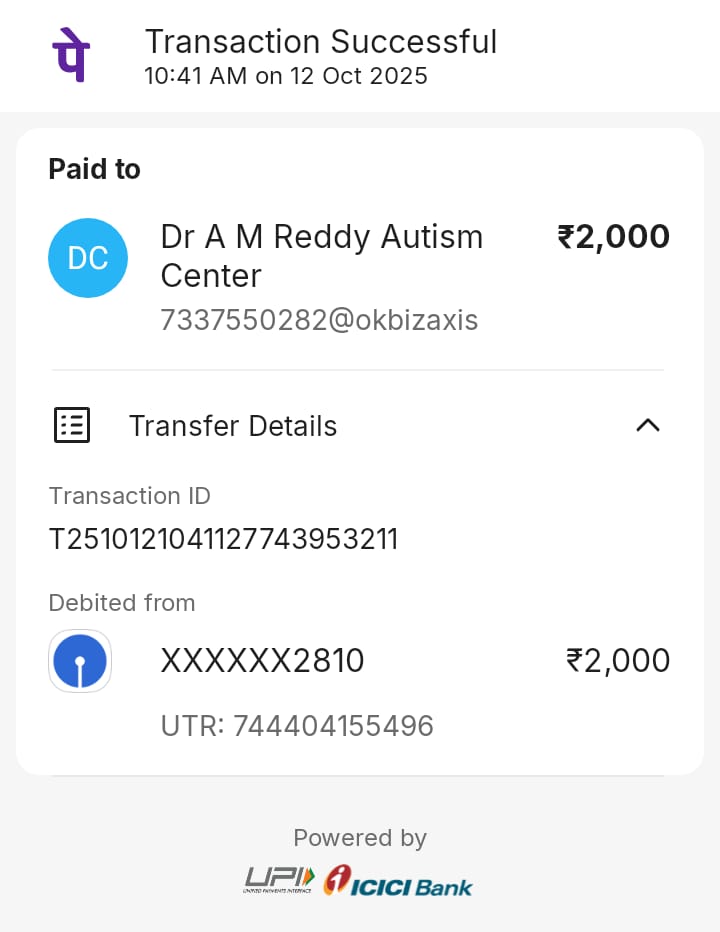 पे
Transaction Successful
10:41 AM on 12 Oct 2025
Paid to
DC
Dr A M Reddy Autism
Center
₹2,000
7337550282@okbizaxis
Transfer Details
Transaction ID
T2510121041127743953211
Debited from
XXXXXX2810
₹2,000
UTR: 744404155496
Powered by
UPI
UNIFIED PAYMENTS INTERFACE
ICICI Bank